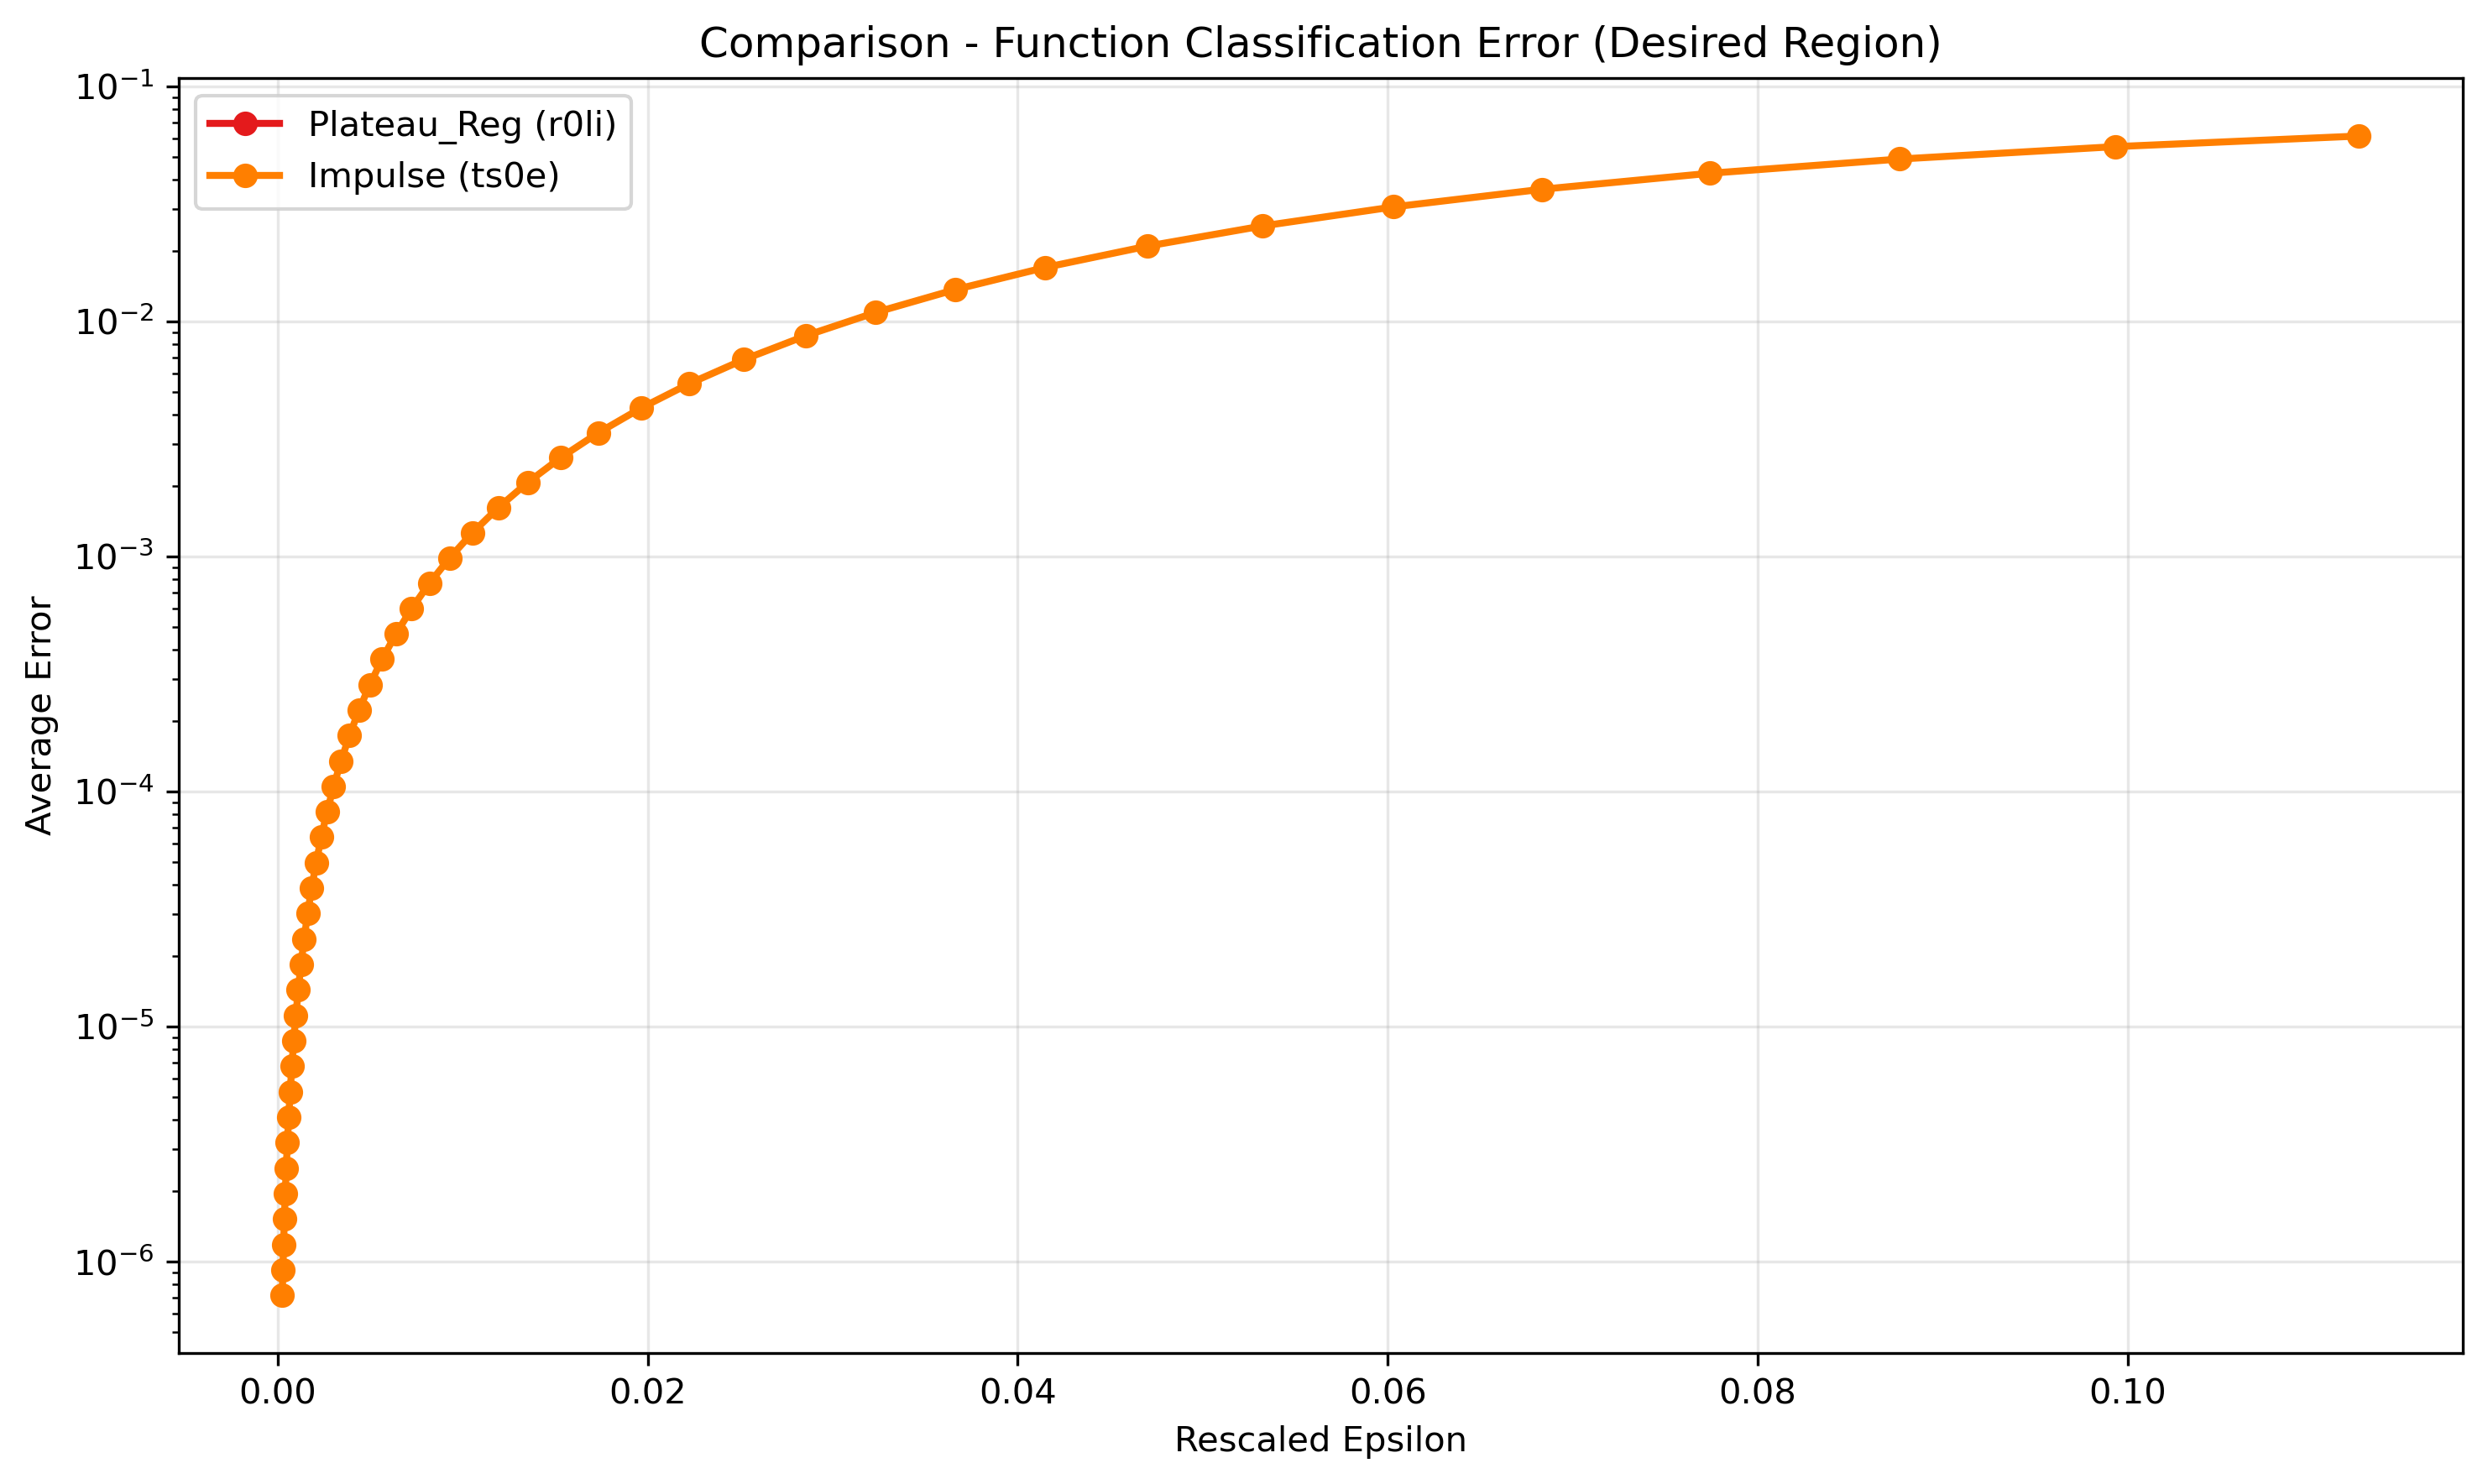 Comparison - Function Classification Error (Desired Region)
Plateau_Reg (r0li)
Impulse (ts0e)
Average Error
10⁻¹
10⁻²
10⁻³
10⁻⁴
10⁻⁵
10⁻⁶
0.00 0.02 0.04 0.06 0.08 0.10
Rescaled Epsilon